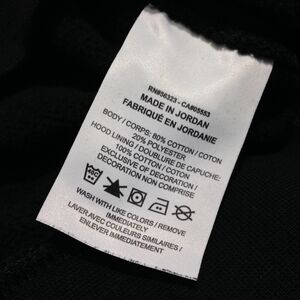 RN#56323 - CA#05553
MADE IN JORDAN
FABRIQUÉ EN JORDANIE
BODY / CORPS: 80% COTTON / COTON
20% POLYESTER
HOOD LINING / DOUBLURE DE CAPUCHE:
100% COTTON / COTON
EXCLUSIVE OF DECORATION /
DECORATION NON COMPRISE
WASH WITH LIKE COLORS / REMOVE
IMMEDIATELY
LAVER AVEC COULEURS SIMILAIRES /
ENLEVER IMMEDIATEMENT